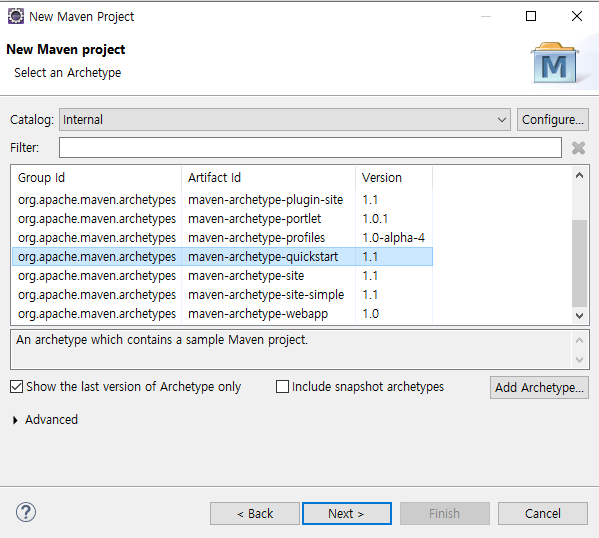 New Maven Project
New Maven project
Select an Archetype
M
Catalog: Internal Configure...
Filter:
Group Id Artifact Id Version
org.apache.maven.archetypes maven-archetype-plugin-site 1.1
org.apache.maven.archetypes maven-archetype-portlet 1.0.1
org.apache.maven.archetypes maven-archetype-profiles 1.0-alpha-4
org.apache.maven.archetypes maven-archetype-quickstart 1.1
org.apache.maven.archetypes maven-archetype-site 1.1
org.apache.maven.archetypes maven-archetype-site-simple 1.1
org.apache.maven.archetypes maven-archetype-webapp 1.0
An archetype which contains a sample Maven project.
Show the last version of Archetype only Include snapshot archetypes Add Archetype...
Advanced
? < Back Next > Finish Cancel